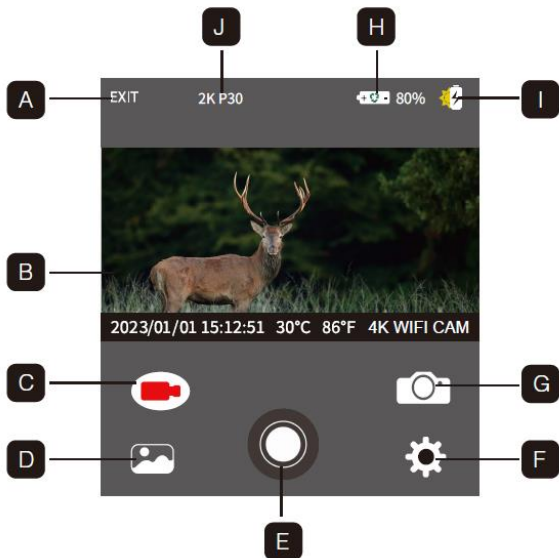 J H
A EXIT 2K P30 80% I
B
2023/01/01 15:12:51 30°C 86°F 4K WIFI CAM
C G
D F
E